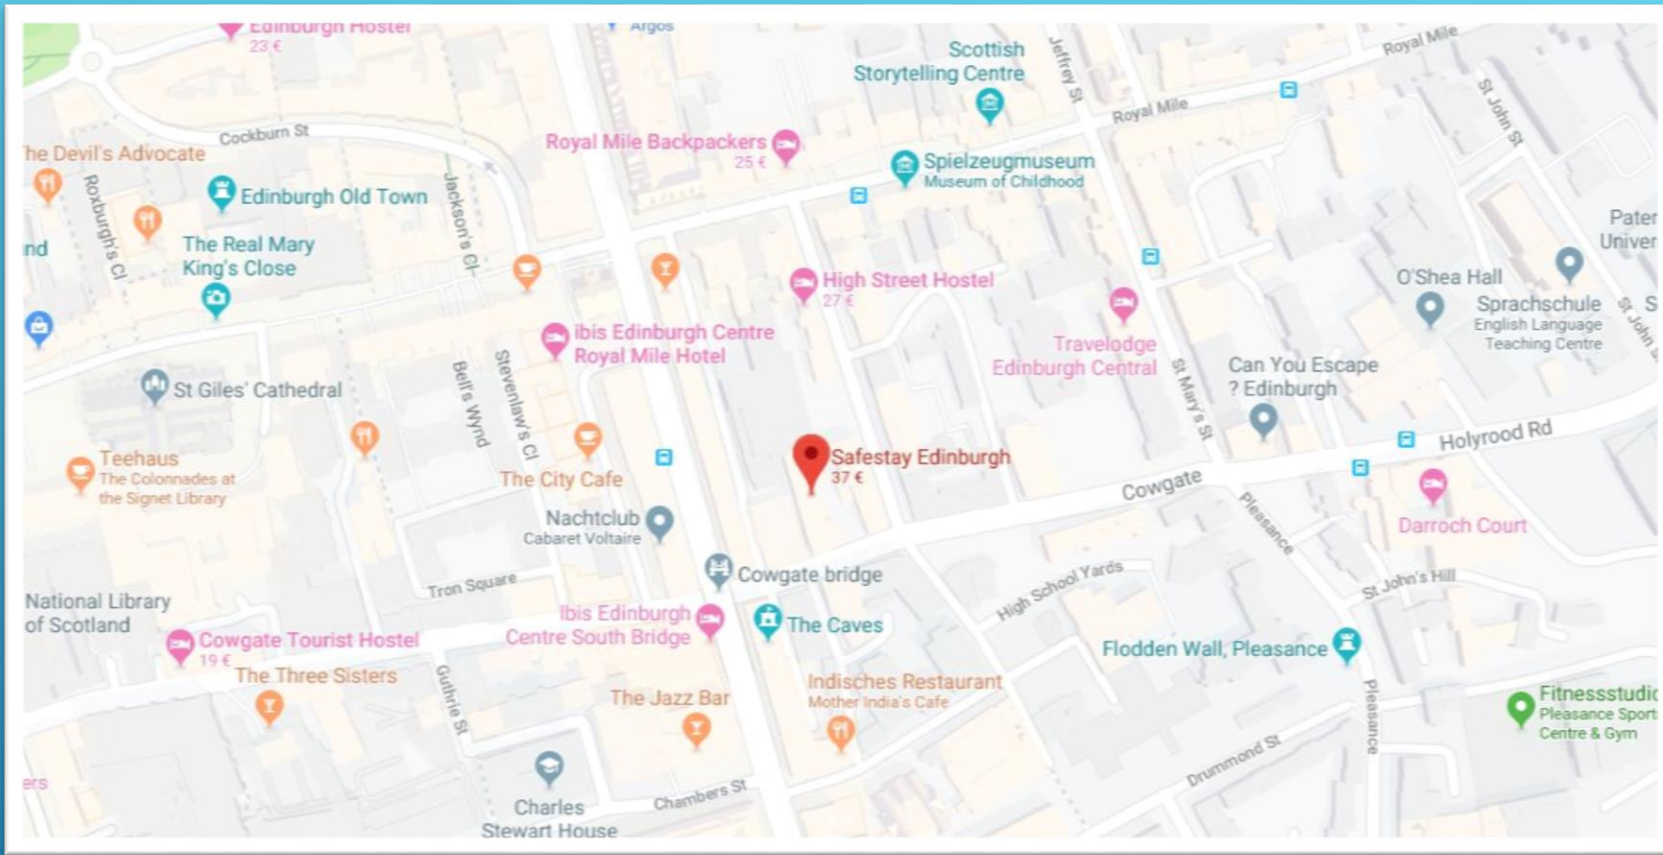 Edinburgh Hostel
23 €
Argos
Scottish
Storytelling Centre
Jeffrey St
Royal Mile
Royal Mile
St John St
Cockburn St
Royal Mile Backpackers
25 €
Spielzeugmuseum
Museum of Childhood
The Devil's Advocate
Roxburgh's Cl
Edinburgh Old Town
Jackson's Cl
The Real Mary
King's Close
nd
Pater
Univer
High Street Hostel
27 €
O'Shea Hall
Sprachschule
English Language
Teaching Centre
S
St John
ibis Edinburgh Centre
Royal Mile Hotel
Travelodge
Edinburgh Central
St Mary's St
Can You Escape
? Edinburgh
St Giles' Cathedral
Bell's Wynd
Stevenlaw's Cl
Teehaus
The Colonnades at
the Signet Library
The City Cafe
Safestay Edinburgh
37 €
Holyrood Rd
Cowgate
Nachtclub
Cabaret Voltaire
Pleasance
Darroch Court
Cowgate bridge
Tron Square
High School Yards
St John's Hill
National Library
of Scotland
Ibis Edinburgh
Centre South Bridge
The Caves
Cowgate Tourist Hostel
19 €
The Three Sisters
Flodden Wall, Pleasance
Guthrie St
The Jazz Bar
Indisches Restaurant
Mother India's Cafe
Pleasance
Fitnessstudio
Pleasance Sport
Centre & Gym
Drummond St
ers
Charles
Stewart House
Chambers St